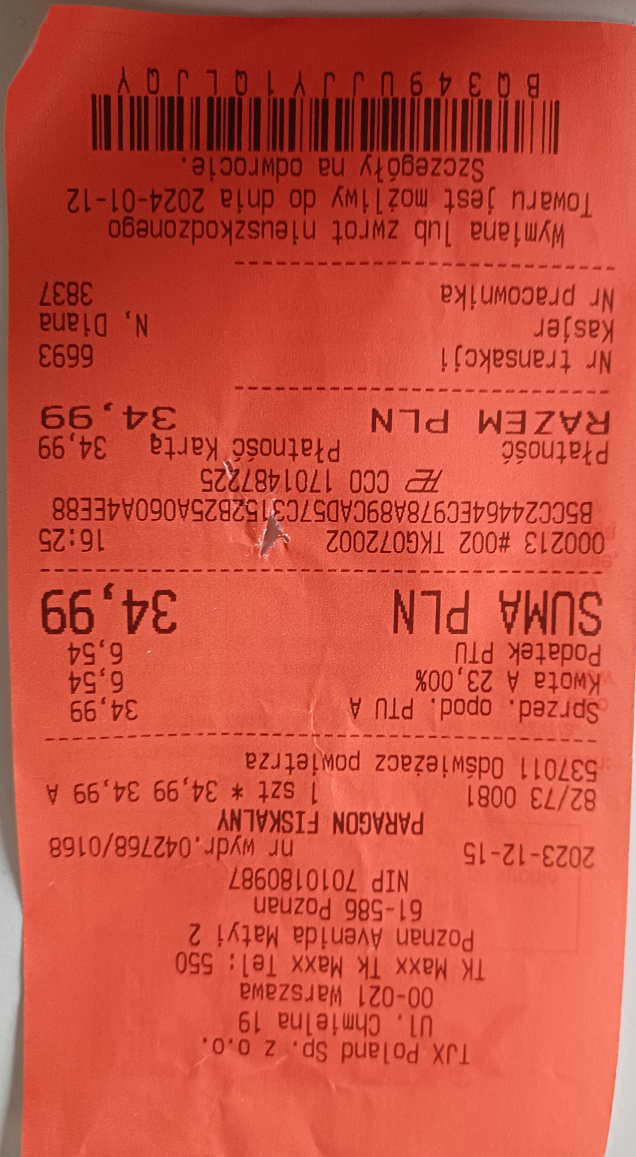 TJX Poland Sp. z o.o.
Ul. Chmielna 19
00-021 Warszawa
TK Maxx Tk Maxx Tel: 550
Poznan Avenida Matyi 2
61-586 Poznan
NIP 7010180987
2023-12-15 nr wydr.042768/0168
PARAGON FISKALNY
82/73 0081 1 szt * 34,99 34,99 A
537011 Odświeżacz powietrza
Sprzed. opod. PTU A 34,99
Kwota A 23,00% 6,54
Podatek PTU 6,54
SUMA PLN 34,99
000213 #002 TKG072002 16:25
B5CC24464EC978A89CAD57C3152B25A060A4EE88
CCO 1701487225
Płatność Płatność Kartą 34,99
RAZEM PLN 34,99
Nr transakcji 6693
Kasjer N, Diana
Nr pracownika 3837
Wymiana lub zwrot nieuszkodzonego
Towaru jest możliwy do dnia 2024-01-12
Szczegóły na odwrocie.
BQ349UJJY1QLJQY